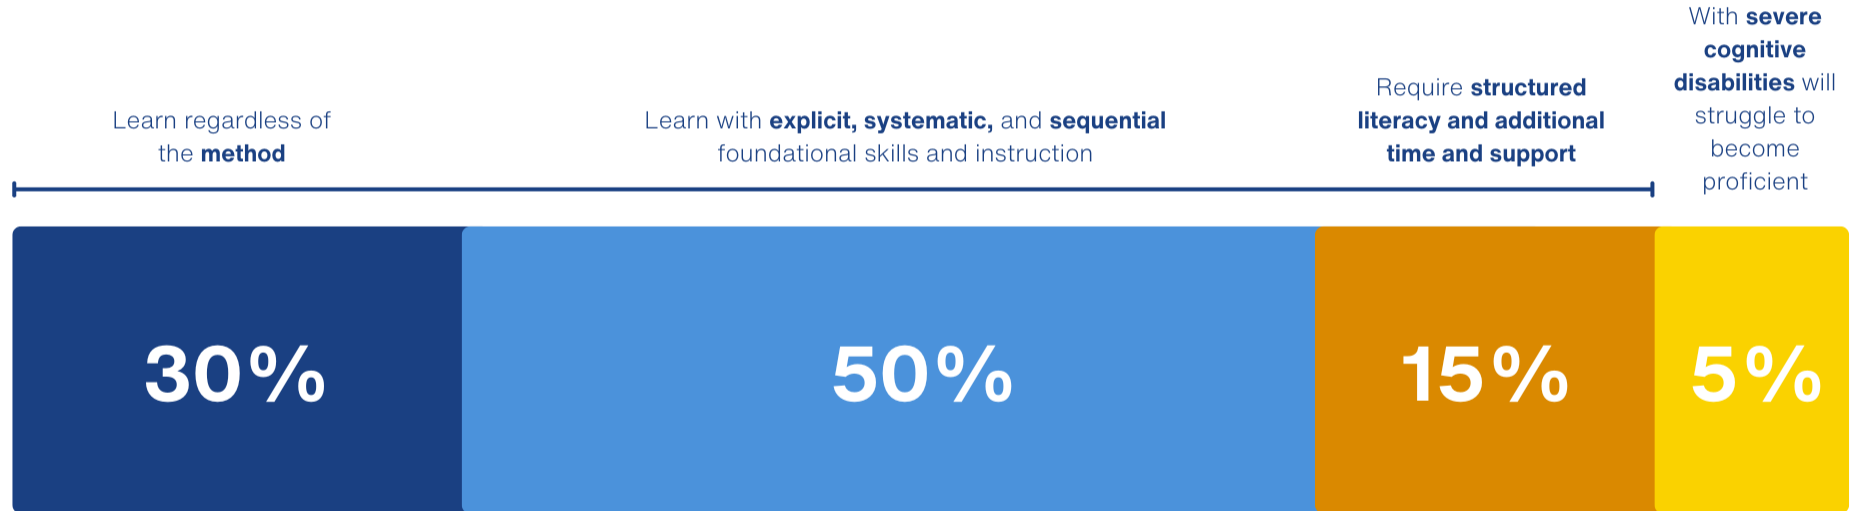 Learn regardless of
the method
Learn with explicit, systematic, and sequential
foundational skills and instruction
Require structured
literacy and additional
time and support
With severe
cognitive
disabilities will
struggle to
become
proficient
30%
50%
15%
5%